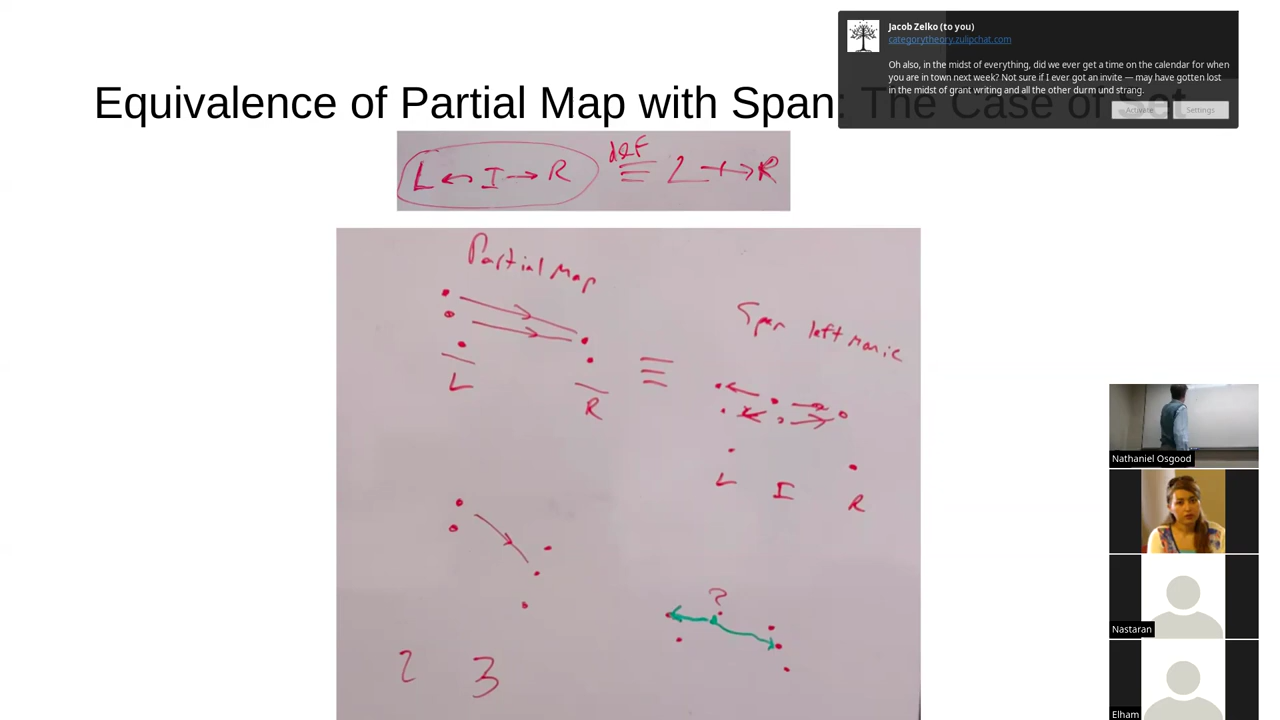 Jacob Zelko (to you)
categorytheory.zulipchat.com
Oh also, in the midst of everything, did we ever get a time on the calendar for when
you are in town next week? Not sure if I ever got an invite — may have gotten lost
in the midst of grant writing and all the other durm und strang.
Activate Settings
Equivalence of Partial Map with Span: The Case of Set
L ← I → R def ≡ L ⇸ R
Partial Map
Span left monic
L
R
≡
L I R
?
2 3
Nathaniel Osgood
Nastaran
Elham